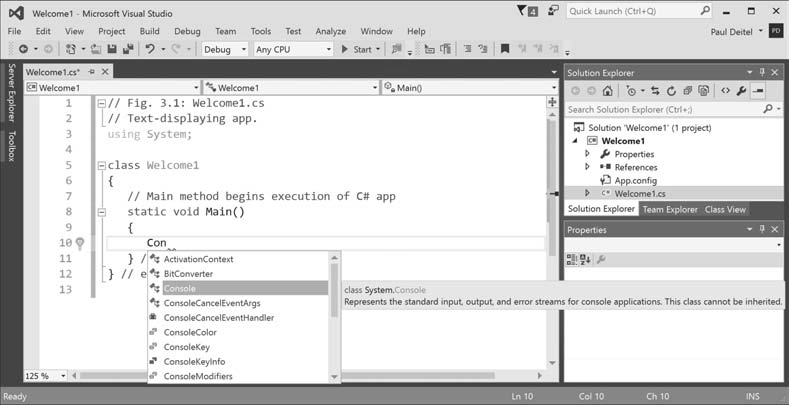 Welcome1 - Microsoft Visual Studio
4
Quick Launch (Ctrl+Q)
File Edit View Project Build Debug Team Tools Test Analyze Window Help
Paul Deitel PD
Debug Any CPU Start
Server Explorer
Toolbox
Welcome1.cs*
C# Welcome1 Welcome1 Main()
1 // Fig. 3.1: Welcome1.cs
2 // Text-displaying app.
3 using System;
4
5 class Welcome1
6 {
7 // Main method begins execution of C# app
8 static void Main()
9 {
10 Con
11 } /
12 } // e
13
ActivationContext
BitConverter
Console
ConsoleCancelEventArgs
ConsoleCancelEventHandler
ConsoleColor
ConsoleKey
ConsoleKeyInfo
ConsoleModifiers
class System.Console
Represents the standard input, output, and error streams for console applications. This class cannot be inherited.
125 %
Solution Explorer
Search Solution Explorer (Ctrl+;)
Solution 'Welcome1' (1 project)
C# Welcome1
Properties
References
App.config
C# Welcome1.cs
Solution Explorer Team Explorer Class View
Properties
Ready Ln 10 Col 10 Ch 10 INS